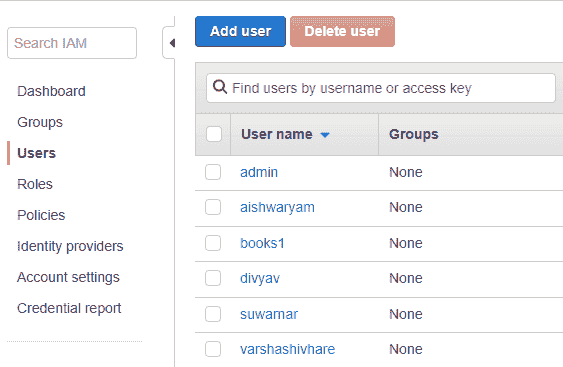 Search IAM
Dashboard
Groups
Users
Roles
Policies
Identity providers
Account settings
Credential report
Add user Delete user
Find users by username or access key
User name Groups
admin None
aishwaryam None
books1 None
divyav None
suwarnar None
varshashivhare None